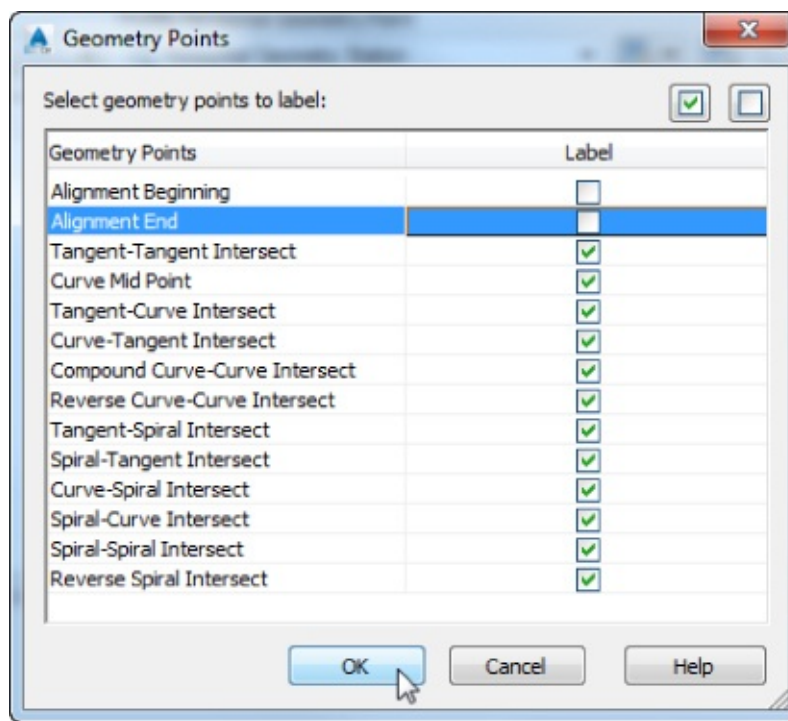 Geometry Points
Select geometry points to label:
Geometry Points Label
Alignment Beginning
Alignment End
Tangent-Tangent Intersect
Curve Mid Point
Tangent-Curve Intersect
Curve-Tangent Intersect
Compound Curve-Curve Intersect
Reverse Curve-Curve Intersect
Tangent-Spiral Intersect
Spiral-Tangent Intersect
Curve-Spiral Intersect
Spiral-Curve Intersect
Spiral-Spiral Intersect
Reverse Spiral Intersect
OK Cancel Help